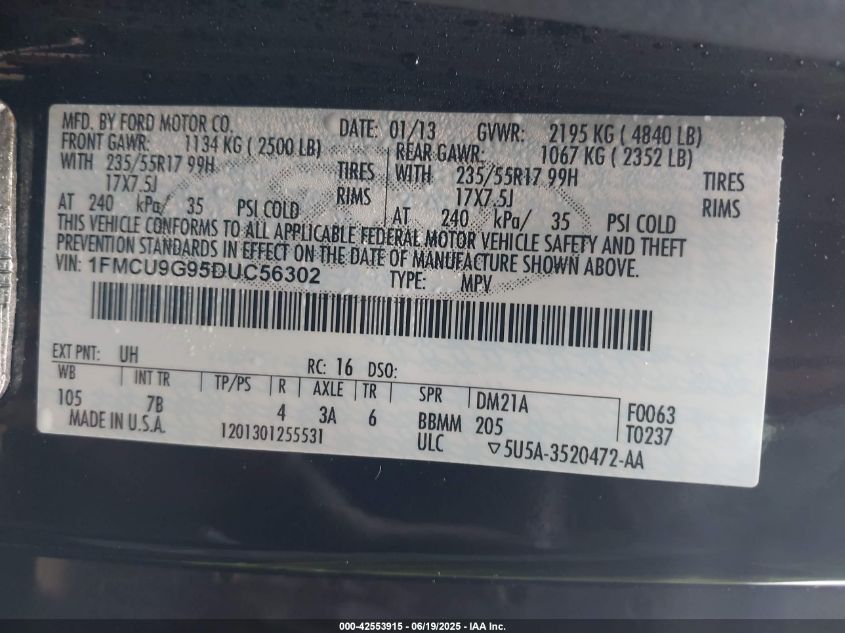 MFD. BY FORD MOTOR CO. DATE: 01/13 GVWR: 2195 KG ( 4840 LB)
FRONT GAWR: 1134 KG ( 2500 LB) REAR GAWR: 1067 KG ( 2352 LB)
WITH 235/55R17 99H TIRES WITH 235/55R17 99H TIRES
17X7.5J RIMS 17X7.5J RIMS
AT 240 kPa/ 35 PSI COLD AT 240 kPa/ 35 PSI COLD
THIS VEHICLE CONFORMS TO ALL APPLICABLE FEDERAL MOTOR VEHICLE SAFETY AND THEFT
PREVENTION STANDARDS IN EFFECT ON THE DATE OF MANUFACTURE SHOWN ABOVE.
VIN: 1FMCU9G95DUC56302 TYPE: MPV
EXT PNT: UH RC: 16 DSO:
WB INT TR TP/PS R AXLE TR SPR DM21A F0063
105 7B 4 3A 6 BBMM 205 T0237
MADE IN U.S.A. 1201301255531 ULC ▽5U5A-3520472-AA
000-42553915 - 06/19/2025 - IAA Inc.